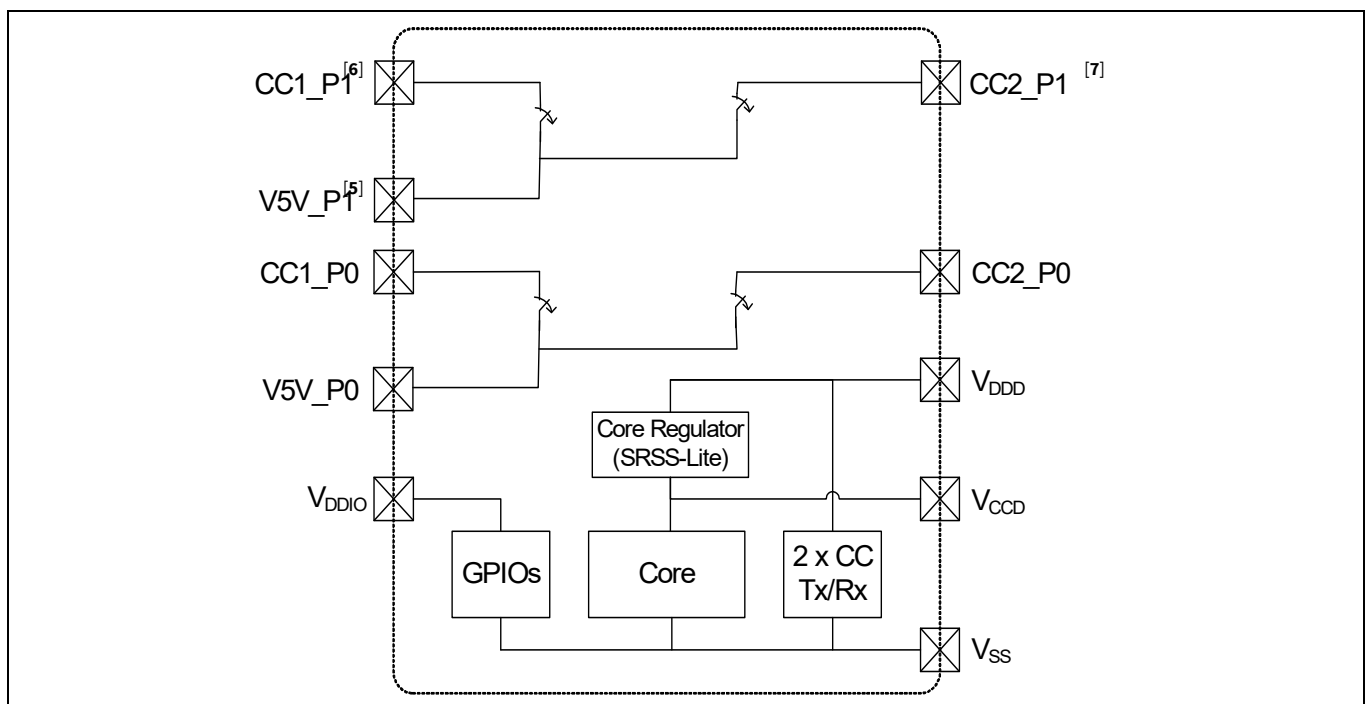 CC1_P1[6]
CC2_P1 [7]
V5V_P1[5]
CC1_P0
CC2_P0
V5V_P0
VDDD
Core Regulator
(SRSS-Lite)
VDDIO
VCCD
GPIOs
Core
2 x CC
Tx/Rx
VSS